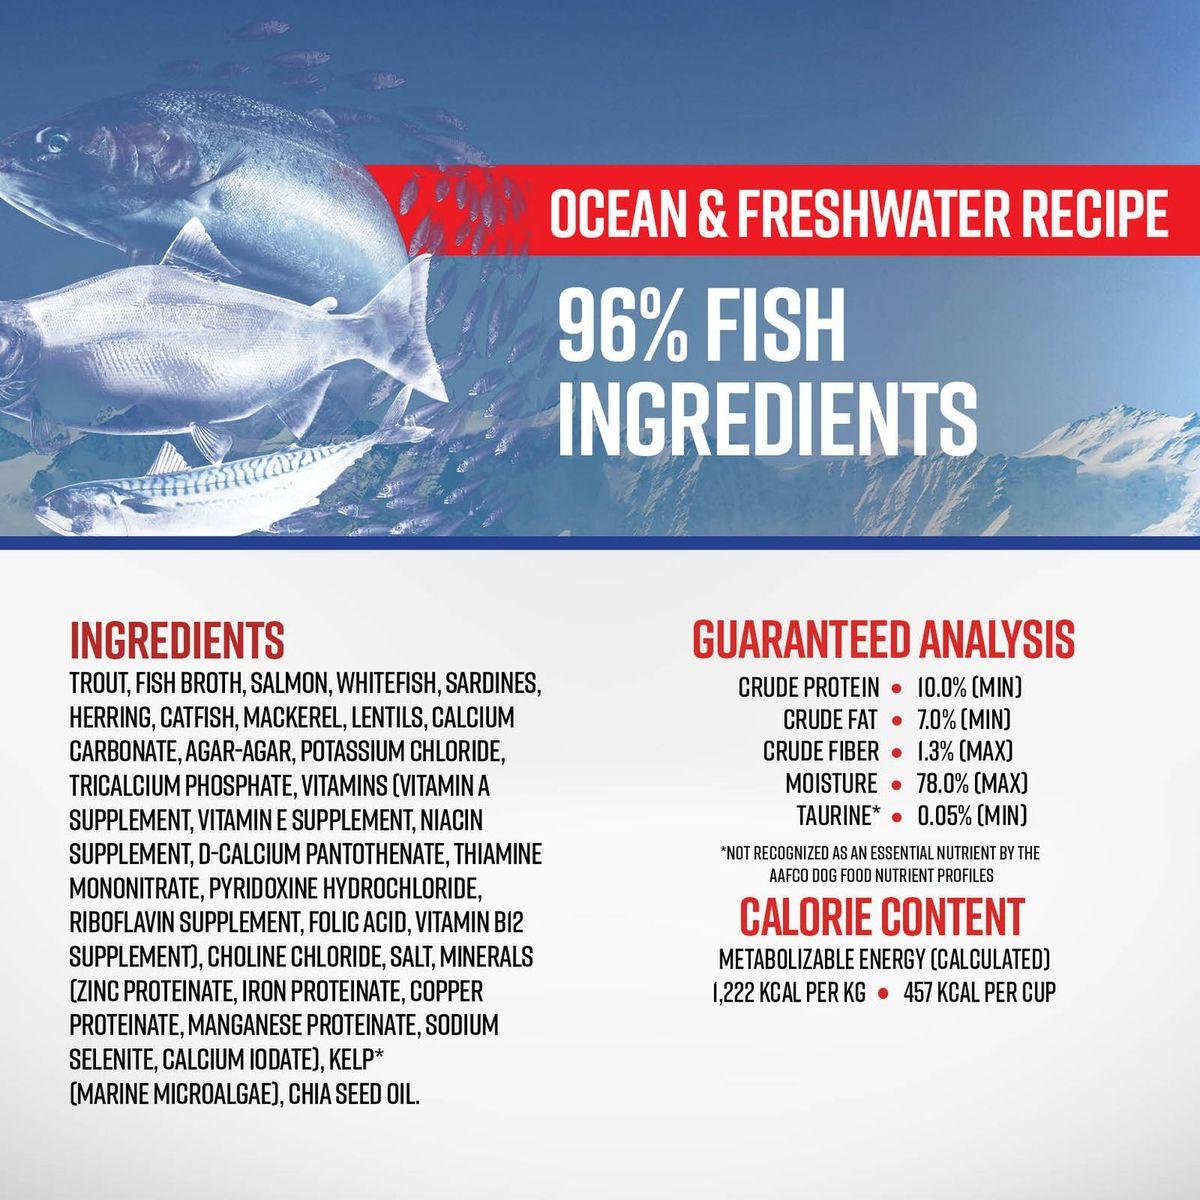 OCEAN & FRESHWATER RECIPE
96% FISH
INGREDIENTS
INGREDIENTS
TROUT, FISH BROTH, SALMON, WHITEFISH, SARDINES,
HERRING, CATFISH, MACKEREL, LENTILS, CALCIUM
CARBONATE, AGAR-AGAR, POTASSIUM CHLORIDE,
TRICALCIUM PHOSPHATE, VITAMINS (VITAMIN A
SUPPLEMENT, VITAMIN E SUPPLEMENT, NIACIN
SUPPLEMENT, D-CALCIUM PANTOTHENATE, THIAMINE
MONONITRATE, PYRIDOXINE HYDROCHLORIDE,
RIBOFLAVIN SUPPLEMENT, FOLIC ACID, VITAMIN B12
SUPPLEMENT), CHOLINE CHLORIDE, SALT, MINERALS
(ZINC PROTEINATE, IRON PROTEINATE, COPPER
PROTEINATE, MANGANESE PROTEINATE, SODIUM
SELENITE, CALCIUM IODATE), KELP*
(MARINE MICROALGAE), CHIA SEED OIL.
GUARANTEED ANALYSIS
CRUDE PROTEIN • 10.0% (MIN)
CRUDE FAT • 7.0% (MIN)
CRUDE FIBER • 1.3% (MAX)
MOISTURE • 78.0% (MAX)
TAURINE* • 0.05% (MIN)
*NOT RECOGNIZED AS AN ESSENTIAL NUTRIENT BY THE
AAFCO DOG FOOD NUTRIENT PROFILES
CALORIE CONTENT
METABOLIZABLE ENERGY (CALCULATED)
1,222 KCAL PER KG • 457 KCAL PER CUP